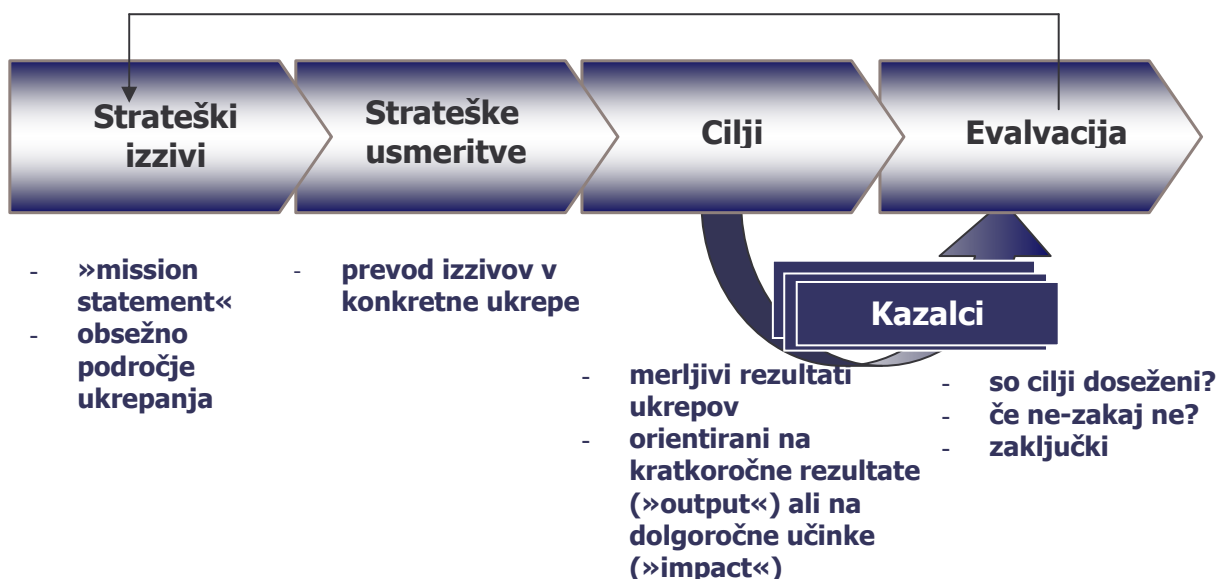 Strateški
izzivi
Strateške
usmeritve
Cilji
Evalvacija
- »mission
statement«
- obsežno
področje
ukrepanja
- prevod izzivov v
konkretne ukrepe
Kazalci
- merljivi rezultati
ukrepov
- orientirani na
kratkoročne rezultate
(»output«) ali na
dolgoročne učinke
(»impact«)
- so cilji doseženi?
- če ne-zakaj ne?
- zaključki